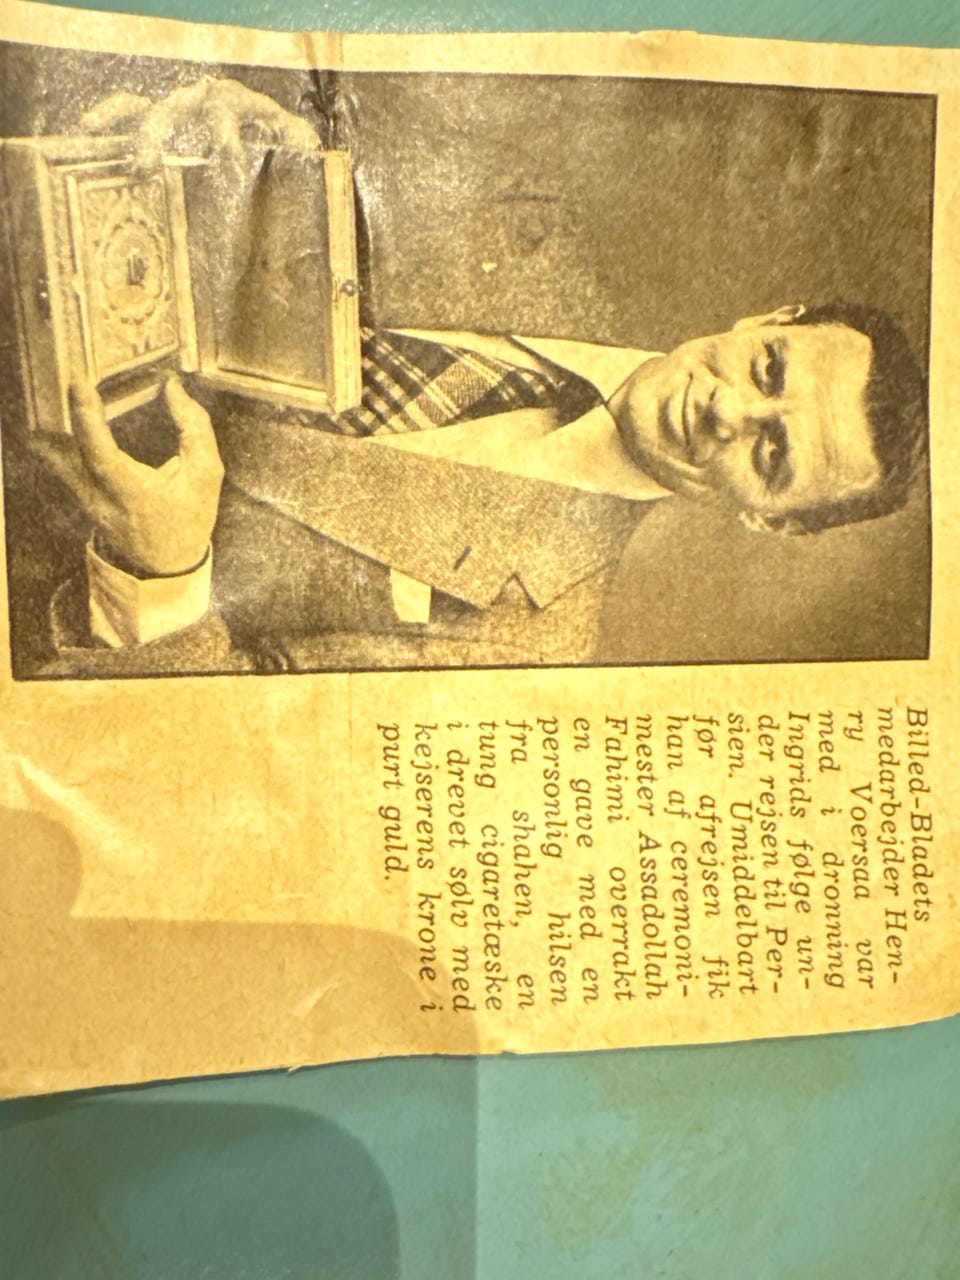 Billed-Bladets
medarbejder Hen-
ry Voersaa var
med i dronning
Ingrids følge un-
der rejsen til Per-
sien. Umiddelbart
før afrejsen fik
han af ceremoni-
mester Assadollah
Fahimi overrakt
en gave med en
personlig hilsen
fra shahen, en
tung cigaretæske
i drevet sølv med
kejserens krone i
purt guld.